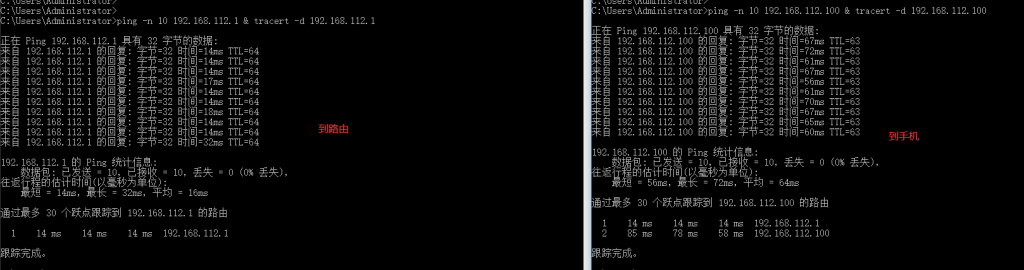 C:\Users\Administrator>
C:\Users\Administrator>
C:\Users\Administrator>ping -n 10 192.168.112.1 & tracert -d 192.168.112.1
正在 Ping 192.168.112.1 具有 32 字节的数据:
来自 192.168.112.1 的回复: 字节=32 时间=14ms TTL=64
来自 192.168.112.1 的回复: 字节=32 时间=14ms TTL=64
来自 192.168.112.1 的回复: 字节=32 时间=14ms TTL=64
来自 192.168.112.1 的回复: 字节=32 时间=17ms TTL=64
来自 192.168.112.1 的回复: 字节=32 时间=14ms TTL=64
来自 192.168.112.1 的回复: 字节=32 时间=14ms TTL=64
来自 192.168.112.1 的回复: 字节=32 时间=14ms TTL=64
来自 192.168.112.1 的回复: 字节=32 时间=18ms TTL=64
来自 192.168.112.1 的回复: 字节=32 时间=14ms TTL=64
来自 192.168.112.1 的回复: 字节=32 时间=32ms TTL=64
到路由
192.168.112.1 的 Ping 统计信息:
数据包: 已发送 = 10, 已接收 = 10, 丢失 = 0 (0% 丢失),
往返行程的估计时间(以毫秒为单位):
最短 = 14ms, 最长 = 32ms, 平均 = 16ms
通过最多 30 个跃点跟踪到 192.168.112.1 的路由
1 14 ms 14 ms 14 ms 192.168.112.1
跟踪完成。
C:\Users\Administrator>
C:\Users\Administrator>ping -n 10 192.168.112.100 & tracert -d 192.168.112.100
正在 Ping 192.168.112.100 具有 32 字节的数据:
来自 192.168.112.100 的回复: 字节=32 时间=67ms TTL=63
来自 192.168.112.100 的回复: 字节=32 时间=72ms TTL=63
来自 192.168.112.100 的回复: 字节=32 时间=61ms TTL=63
来自 192.168.112.100 的回复: 字节=32 时间=67ms TTL=63
来自 192.168.112.100 的回复: 字节=32 时间=56ms TTL=63
来自 192.168.112.100 的回复: 字节=32 时间=61ms TTL=63
来自 192.168.112.100 的回复: 字节=32 时间=70ms TTL=63
来自 192.168.112.100 的回复: 字节=32 时间=67ms TTL=63
来自 192.168.112.100 的回复: 字节=32 时间=65ms TTL=63
来自 192.168.112.100 的回复: 字节=32 时间=60ms TTL=63
到手机
192.168.112.100 的 Ping 统计信息:
数据包: 已发送 = 10, 已接收 = 10, 丢失 = 0 (0% 丢失),
往返行程的估计时间(以毫秒为单位):
最短 = 56ms, 最长 = 72ms, 平均 = 64ms
通过最多 30 个跃点跟踪到 192.168.112.100 的路由
1 14 ms 14 ms 14 ms 192.168.112.1
2 85 ms 78 ms 58 ms 192.168.112.100
跟踪完成。